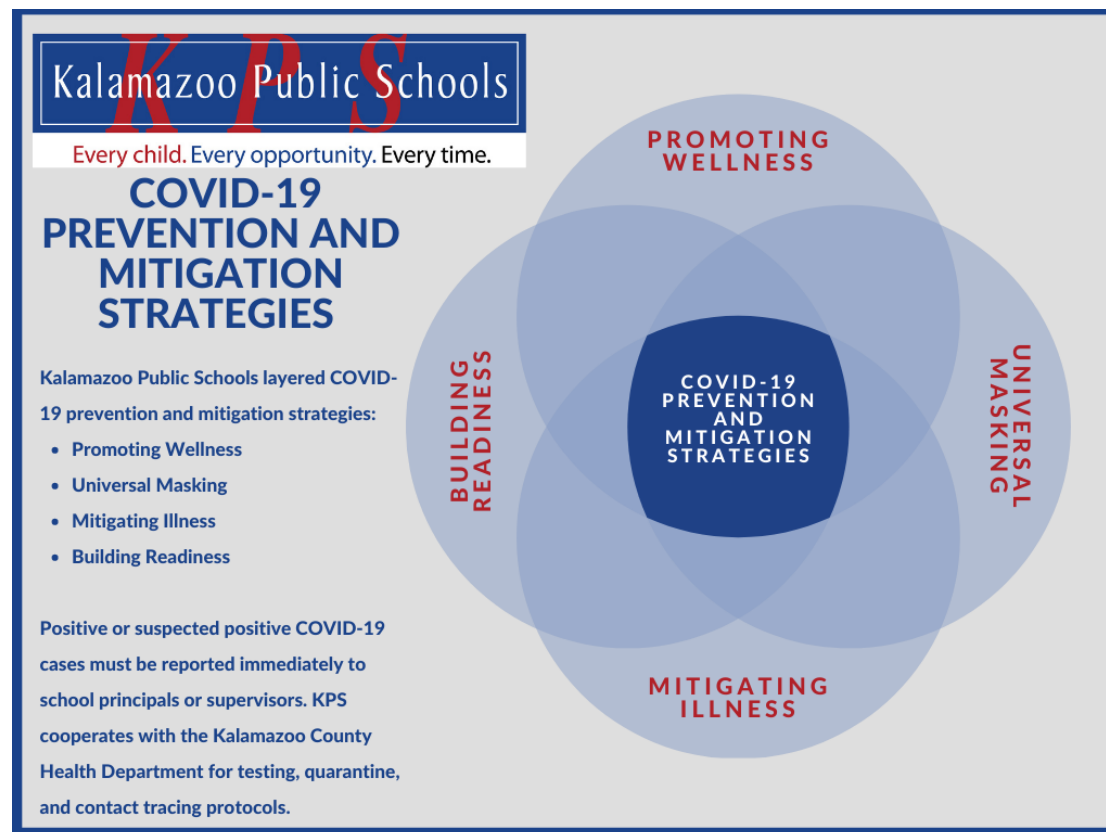 K P S
Kalamazoo Public Schools
Every child. Every opportunity. Every time.
COVID-19
PREVENTION AND
MITIGATION
STRATEGIES
Kalamazoo Public Schools layered COVID-
19 prevention and mitigation strategies:
• Promoting Wellness
• Universal Masking
• Mitigating Illness
• Building Readiness
Positive or suspected positive COVID-19
cases must be reported immediately to
school principals or supervisors. KPS
cooperates with the Kalamazoo County
Health Department for testing, quarantine,
and contact tracing protocols.
PROMOTING
WELLNESS
BUILDING
READINESS
COVID-19
PREVENTION
AND
MITIGATION
STRATEGIES
UNIVERSAL
MASKING
MITIGATING
ILLNESS